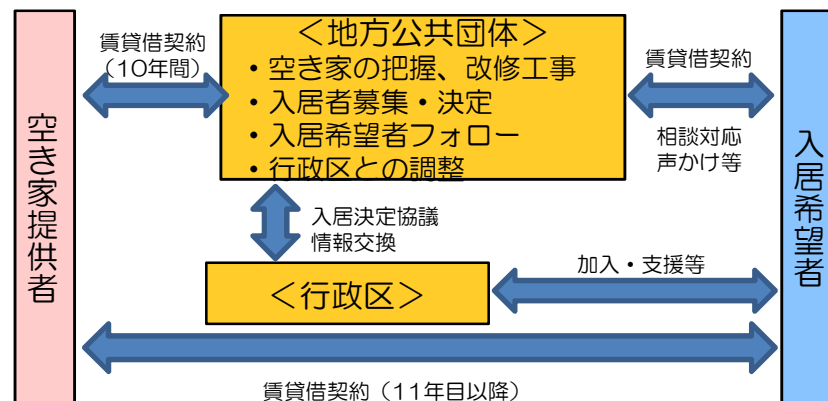 空き家提供者
賃貸借契約
（10年間）
＜地方公共団体＞
・空き家の把握、改修工事
・入居者募集・決定
・入居希望者フォロー
・行政区との調整
賃貸借契約
相談対応
声かけ等
入居希望者
入居決定協議
情報交換
＜行政区＞
加入・支援等
賃貸借契約（11年目以降）